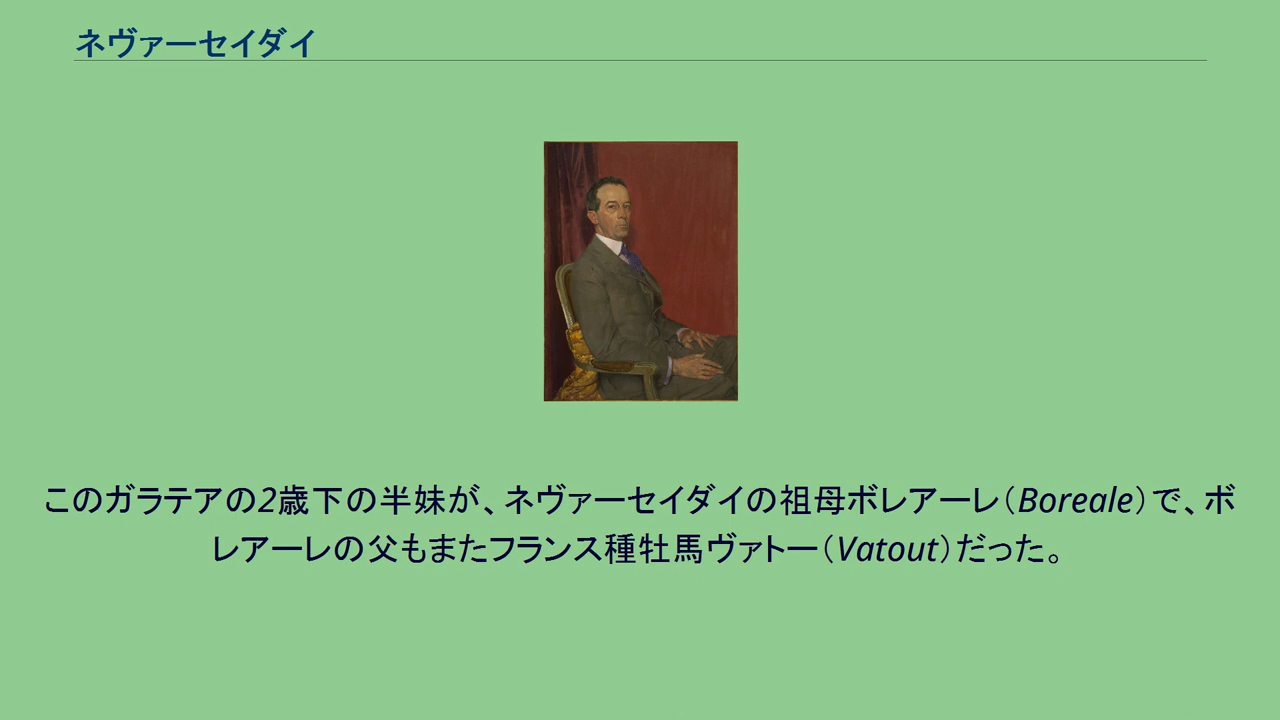 ネヴァーセイダイ
このガラテアの2歳下の半妹が、ネヴァーセイダイの祖母ボレアーレ（Boreale）で、ボ
レアーレの父もまたフランス種牡馬ヴァトー（Vatout）だった。